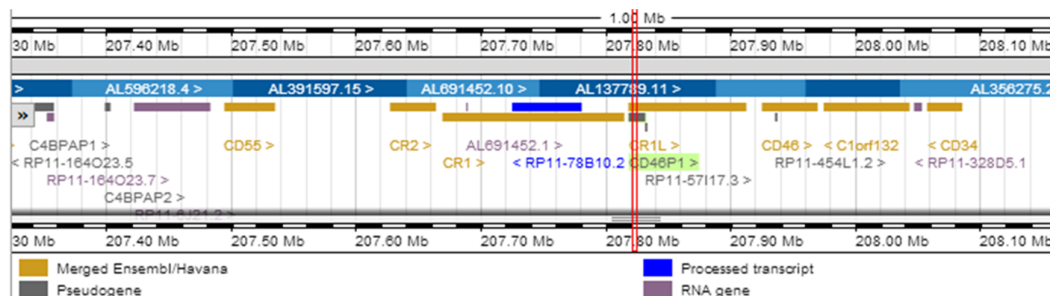 1.00 Mb
30 Mb 207.40 Mb 207.50 Mb 207.60 Mb 207.70 Mb 207.80 Mb 207.90 Mb 208.00 Mb 208.10 Mb
> AL596218.4 > AL391597.15 > AL691452.10 > AL137789.11 > AL356275.2
»
> C4BPAP1 > CD55 > CR2 > AL691452.1 > CR1L > CD46 > < C1orf132 < CD34
< RP11-164O23.5 CR1 > < RP11-78B10.2 CD46P1 > RP11-454L1.2 > < RP11-328D5.1
RP11-164O23.7 > RP11-57I17.3 >
C4BPAP2 >
30 Mb 207.40 Mb 207.50 Mb 207.60 Mb 207.70 Mb 207.80 Mb 207.90 Mb 208.00 Mb 208.10 Mb
Merged Ensembl/Havana Processed transcript
Pseudogene RNA gene